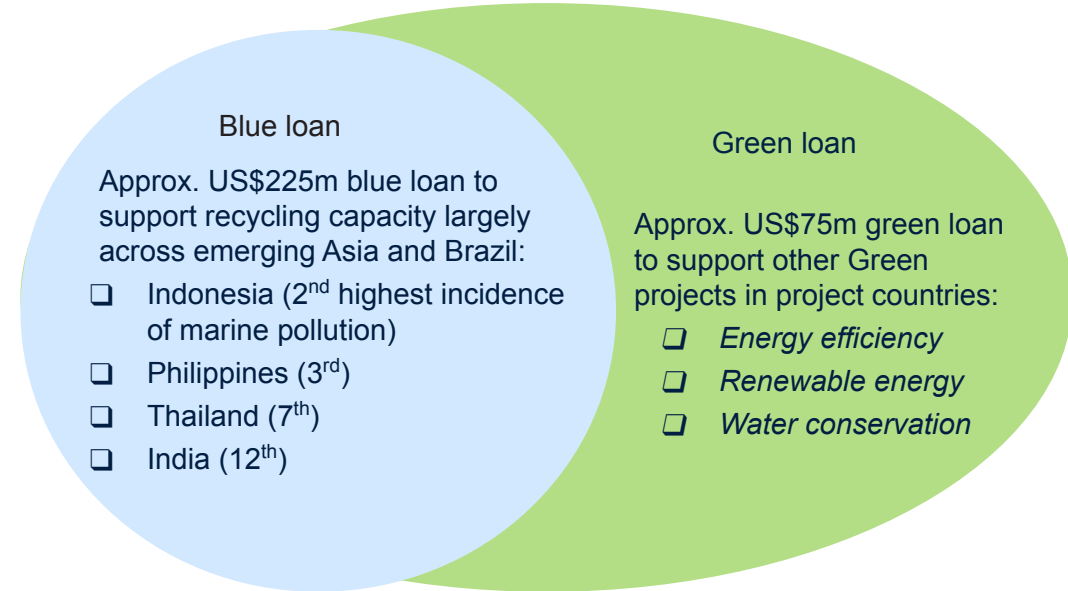 Blue loan
Approx. US$225m blue loan to
support recycling capacity largely
across emerging Asia and Brazil:
❑ Indonesia (2nd highest incidence
of marine pollution)
❑ Philippines (3rd)
❑ Thailand (7th)
❑ India (12th)
Green loan
Approx. US$75m green loan
to support other Green
projects in project countries:
❑ Energy efficiency
❑ Renewable energy
❑ Water conservation